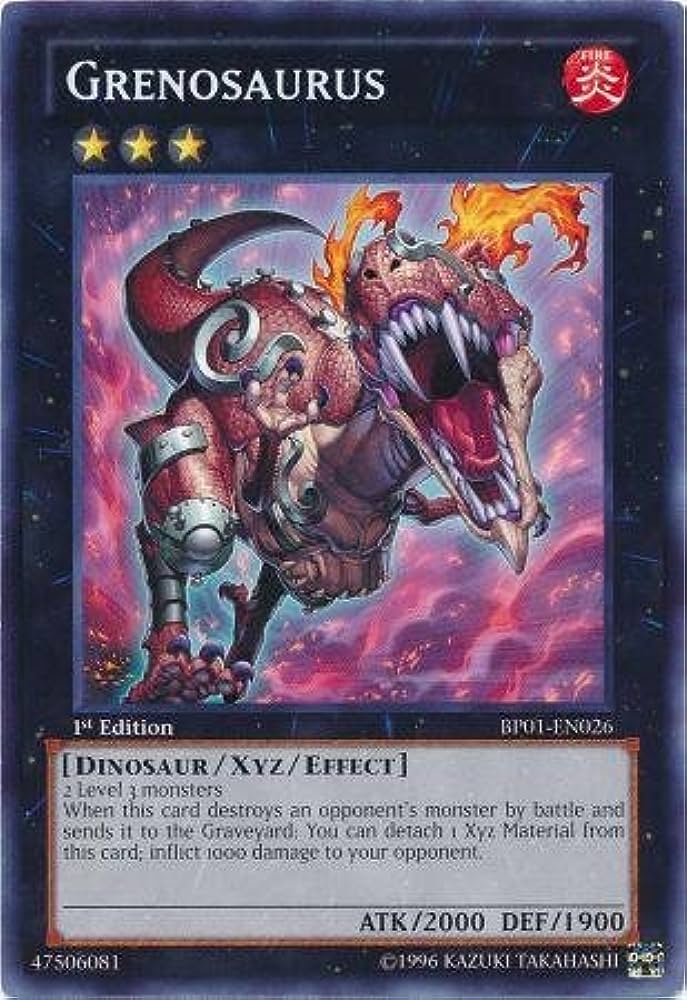 GRENOSAURUS
FIRE
炎
1st Edition
BP01-EN026
[DINOSAUR/XYZ/EFFECT]
2 Level 3 monsters
When this card destroys an opponent's monster by battle and
sends it to the Graveyard: You can detach 1 Xyz Material from
this card; inflict 1000 damage to your opponent.
ATK/2000 DEF/1900
47506081
©1996 KAZUKI TAKAHASHI